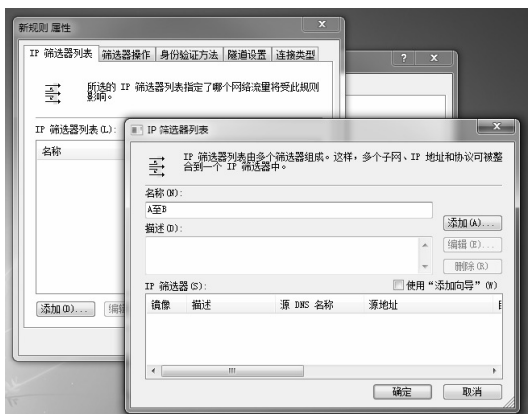 新规则 属性
IP 筛选器列表 筛选器操作 身份验证方法 隧道设置 连接类型
所选的 IP 筛选器列表指定了哪个网络流量将受此规则
影响。
IP 筛选器列表(L):
名称
添加(D)...
编辑
IP 筛选器列表
IP 筛选器列表由多个筛选器组成。这样，多个子网、IP 地址和协议可被整
合到一个 IP 筛选器中。
名称(N):
A至B
添加(A)...
描述(D):
编辑(E)...
删除(R)
IP 筛选器(S):
使用“添加向导”(W)
镜像 描述 源 DNS 名称 源地址
确定 取消